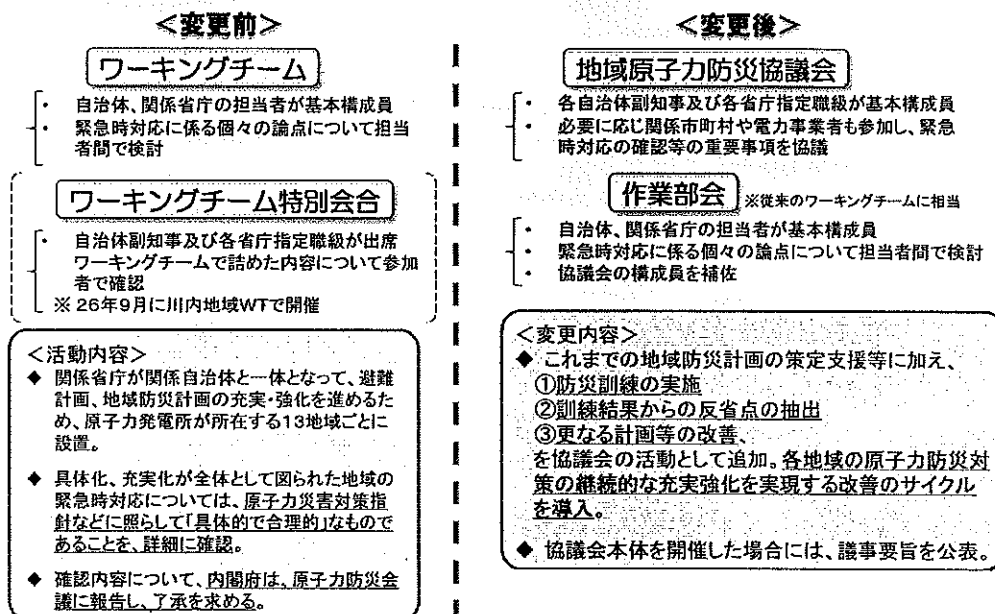 <変更前>
ワーキングチーム
・ 自治体、関係省庁の担当者が基本構成員
・ 緊急時対応に係る個々の論点について担当
者間で検討
ワーキングチーム特別会合
・ 自治体副知事及び各省庁指定職級が出席
ワーキングチームで詰めた内容について参加
者で確認
※ 26年9月に川内地域WTで開催
<活動内容>
◆ 関係省庁が関係自治体と一体となって、避難
計画、地域防災計画の充実・強化を進めるた
め、原子力発電所が所在する13地域ごとに
設置。
◆ 具体化、充実化が全体として図られた地域の
緊急時対応については、原子力災害対策指
針などに照らして「具体的で合理的」なもので
あることを、詳細に確認。
◆ 確認内容について、内閣府は、原子力防災会
議に報告し、了承を求める。
<変更後>
地域原子力防災協議会
・ 各自治体副知事及び各省庁指定職級が基本構成員
・ 必要に応じ関係市町村や電力事業者も参加し、緊急
時対応の確認等の重要事項を協議
作業部会 ※従来のワーキングチームに相当
・ 自治体、関係省庁の担当者が基本構成員
・ 緊急時対応に係る個々の論点について担当者間で検討
・ 協議会の構成員を補佐
<変更内容>
◆ これまでの地域防災計画の策定支援等に加え、
①防災訓練の実施
②訓練結果からの反省点の抽出
③更なる計画等の改善、
を協議会の活動として追加。各地域の原子力防災対
策の継続的な充実強化を実現する改善のサイクル
を導入。
◆ 協議会本体を開催した場合には、議事要旨を公表。